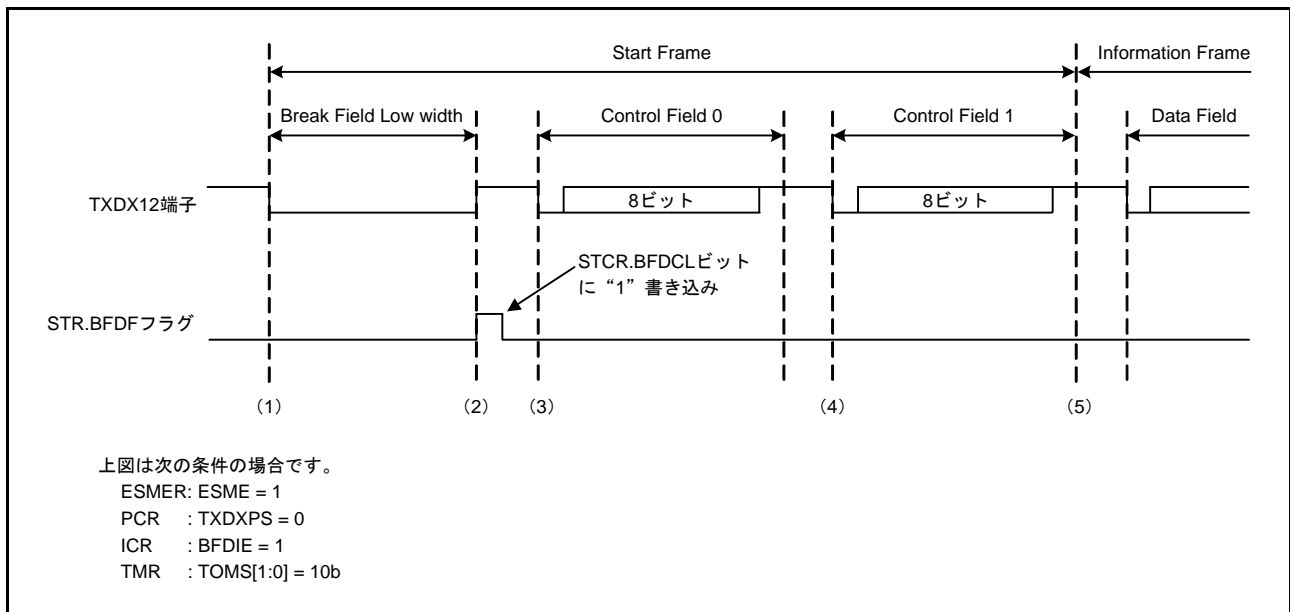 Start Frame
Information Frame
Break Field Low width
Control Field 0
Control Field 1
Data Field
TXDX12端子
8ビット
8ビット
STCR.BFDCLビット
に“1”書き込み
STR.BFDFフラグ
(1)
(2)
(3)
(4)
(5)
上図は次の条件の場合です。
ESMER: ESME = 1
PCR : TXDXPS = 0
ICR : BFDIE = 1
TMR : TOMS[1:0] = 10b